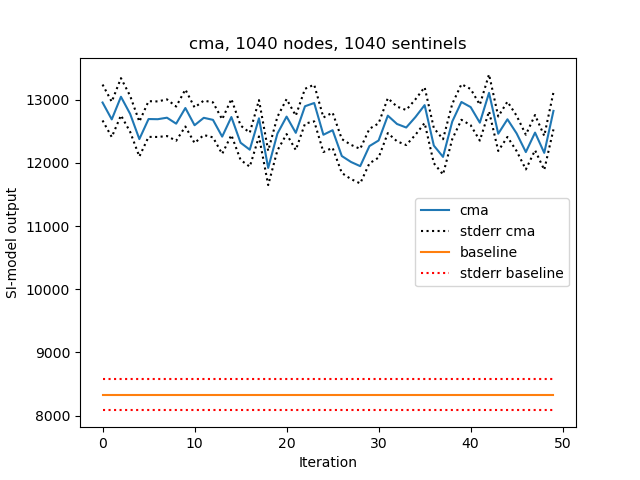 cma, 1040 nodes, 1040 sentinels
13000
12000
11000
10000
9000
8000
SI-model output
cma
stderr cma
baseline
stderr baseline
0 10 20 30 40 50
Iteration